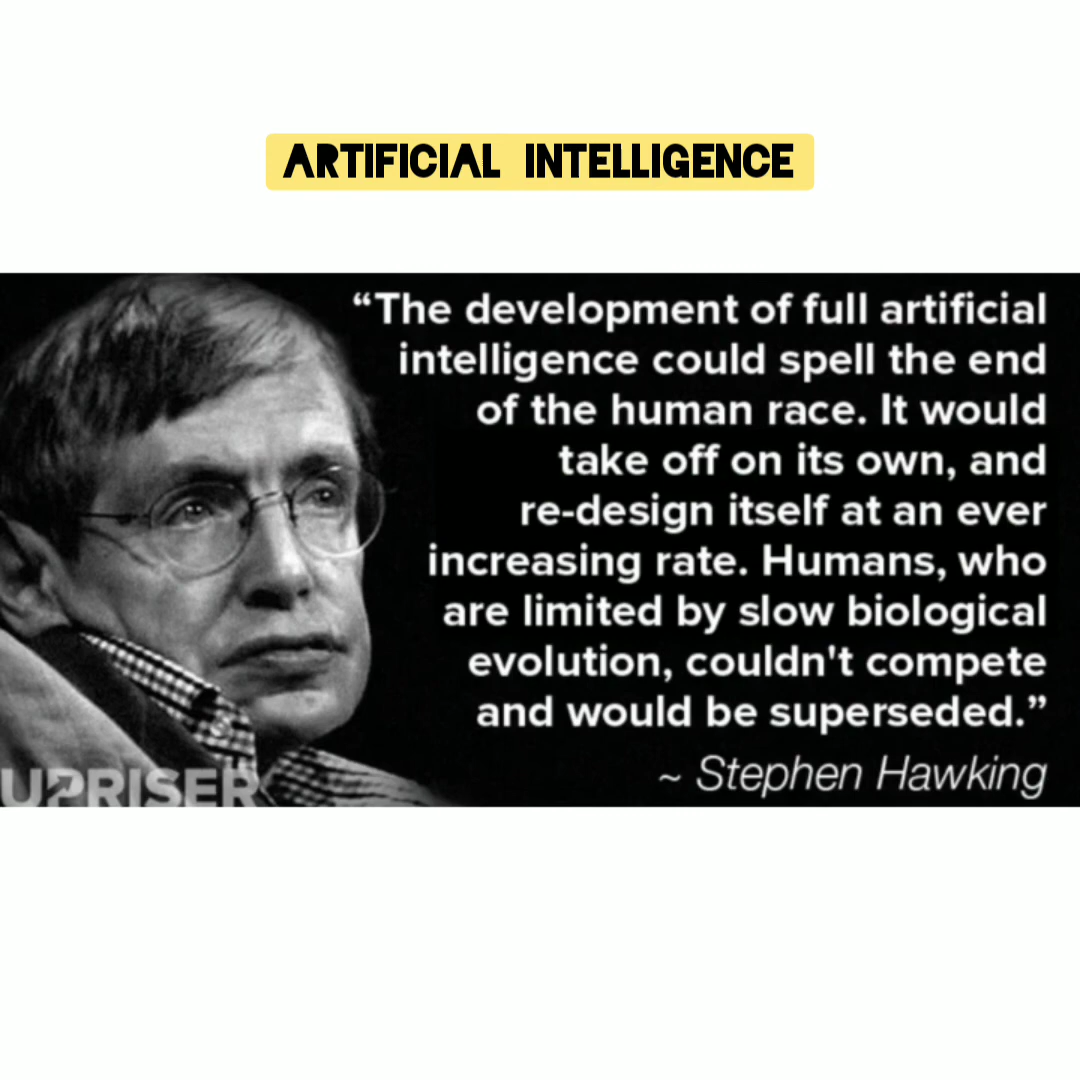 ARTIFICIAL INTELLIGENCE
“The development of full artificial
intelligence could spell the end
of the human race. It would
take off on its own, and
re-design itself at an ever
increasing rate. Humans, who
are limited by slow biological
evolution, couldn't compete
and would be superseded.”
~ Stephen Hawking
UPRISER